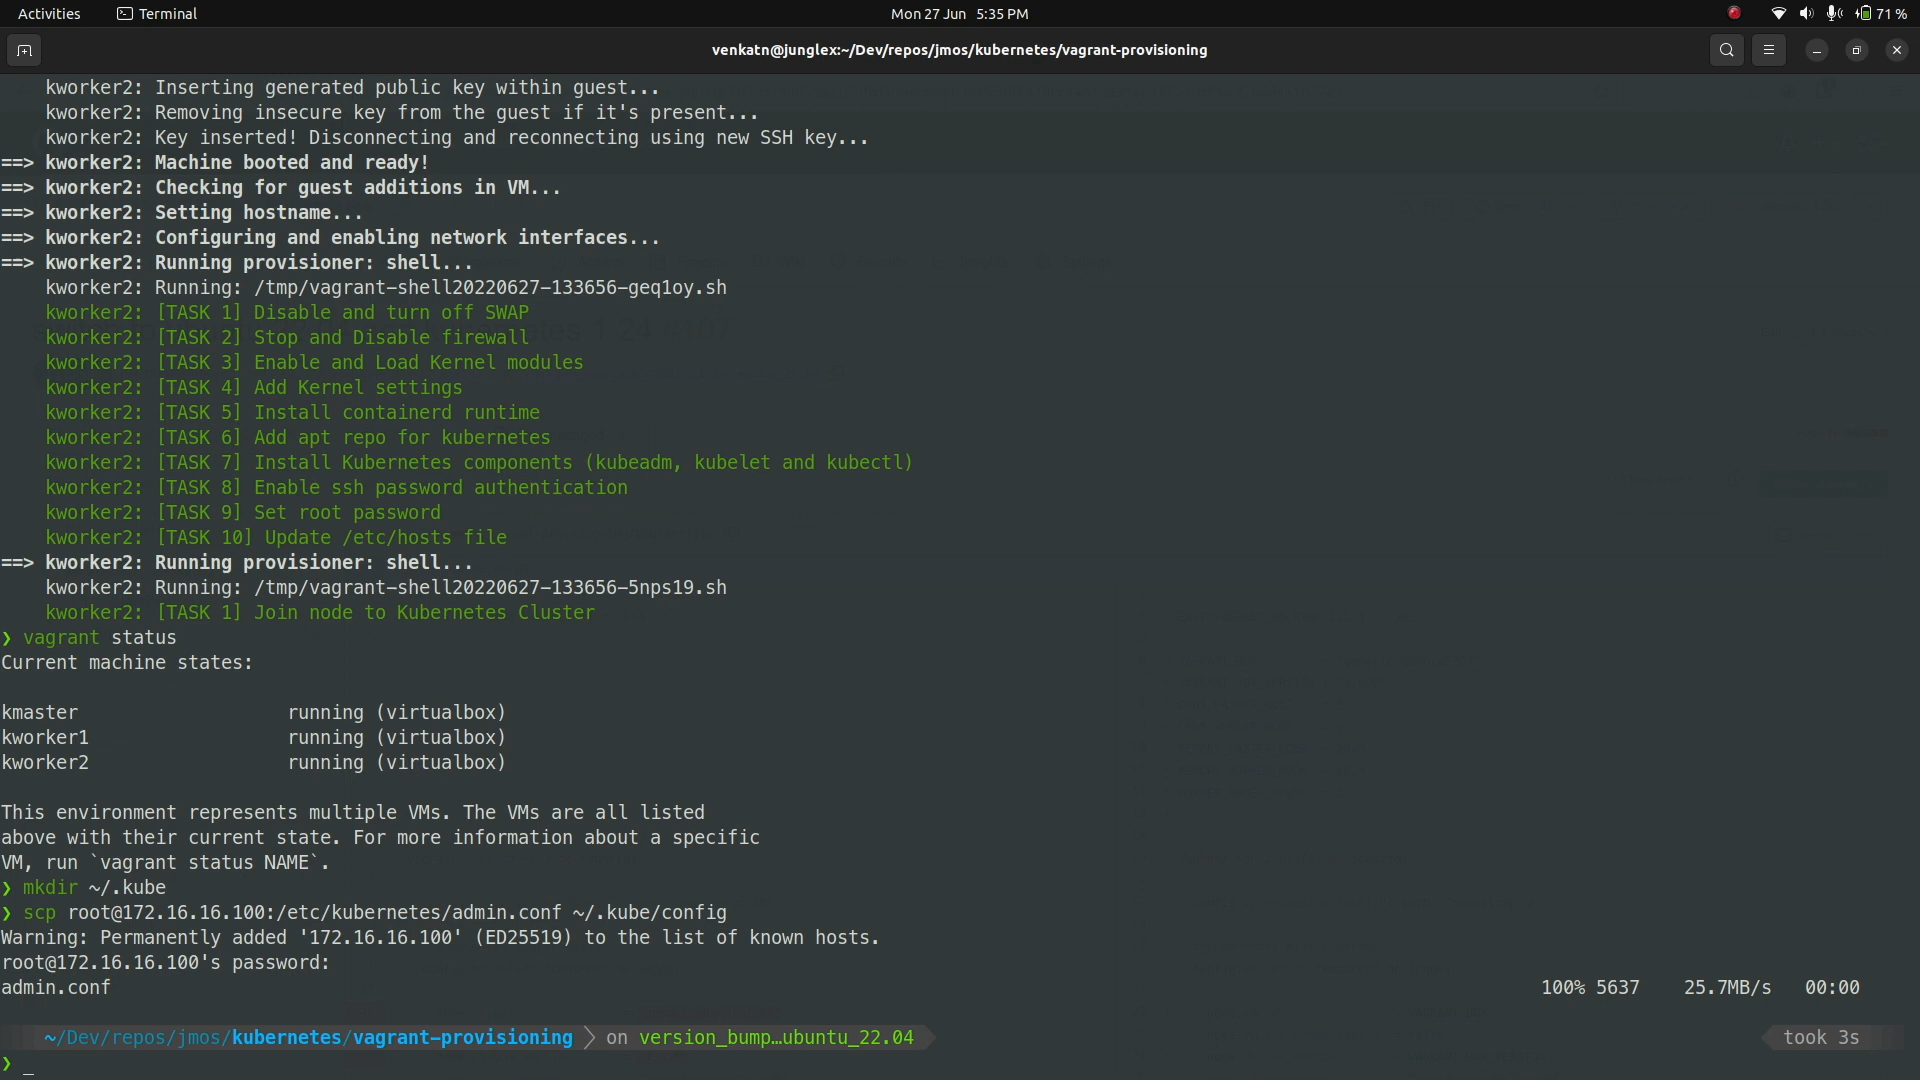 Activities Terminal Mon 27 Jun 5:35 PM 71 %
venkatn@junglex:~/Dev/repos/jmos/kubernetes/vagrant-provisioning
kworker2: Inserting generated public key within guest...
kworker2: Removing insecure key from the guest if it's present...
kworker2: Key inserted! Disconnecting and reconnecting using new SSH key...
==> kworker2: Machine booted and ready!
==> kworker2: Checking for guest additions in VM...
==> kworker2: Setting hostname...
==> kworker2: Configuring and enabling network interfaces...
==> kworker2: Running provisioner: shell...
kworker2: Running: /tmp/vagrant-shell20220627-133656-geq1oy.sh
kworker2: [TASK 1] Disable and turn off SWAP
kworker2: [TASK 2] Stop and Disable firewall
kworker2: [TASK 3] Enable and Load Kernel modules
kworker2: [TASK 4] Add Kernel settings
kworker2: [TASK 5] Install containerd runtime
kworker2: [TASK 6] Add apt repo for kubernetes
kworker2: [TASK 7] Install Kubernetes components (kubeadm, kubelet and kubectl)
kworker2: [TASK 8] Enable ssh password authentication
kworker2: [TASK 9] Set root password
kworker2: [TASK 10] Update /etc/hosts file
==> kworker2: Running provisioner: shell...
kworker2: Running: /tmp/vagrant-shell20220627-133656-5nps19.sh
kworker2: [TASK 1] Join node to Kubernetes Cluster
❯ vagrant status
Current machine states:
kmaster running (virtualbox)
kworker1 running (virtualbox)
kworker2 running (virtualbox)
This environment represents multiple VMs. The VMs are all listed
above with their current state. For more information about a specific
VM, run `vagrant status NAME`.
❯ mkdir ~/.kube
❯ scp root@172.16.16.100:/etc/kubernetes/admin.conf ~/.kube/config
Warning: Permanently added '172.16.16.100' (ED25519) to the list of known hosts.
root@172.16.16.100's password:
admin.conf 100% 5637 25.7MB/s 00:00
~/Dev/repos/jmos/kubernetes/vagrant-provisioning on version_bump…ubuntu_22.04 took 3s
❯ _